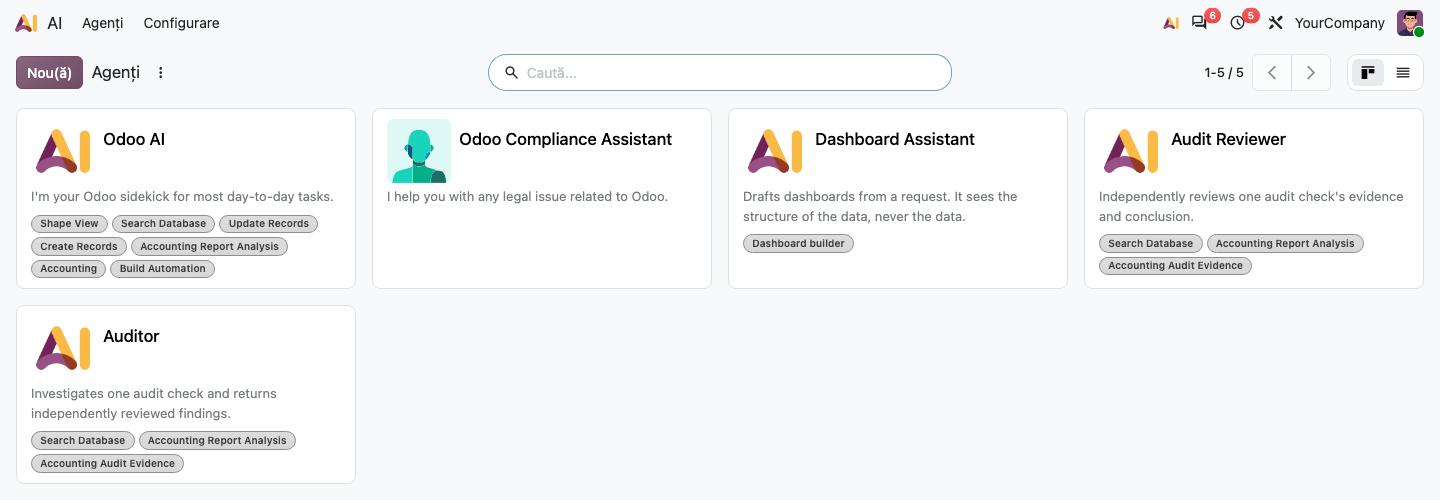 AI AI Agenți Configurare 6 5 YourCompany
Nou(ă) Agenți Caută... 1-5 / 5
AI Odoo AI
I'm your Odoo sidekick for most day-to-day tasks.
Shape View Search Database Update Records
Create Records Accounting Report Analysis
Accounting Build Automation
Odoo Compliance Assistant
I help you with any legal issue related to Odoo.
AI Dashboard Assistant
Drafts dashboards from a request. It sees the
structure of the data, never the data.
Dashboard builder
AI Audit Reviewer
Independently reviews one audit check's evidence
and conclusion.
Search Database Accounting Report Analysis
Accounting Audit Evidence
AI Auditor
Investigates one audit check and returns
independently reviewed findings.
Search Database Accounting Report Analysis
Accounting Audit Evidence